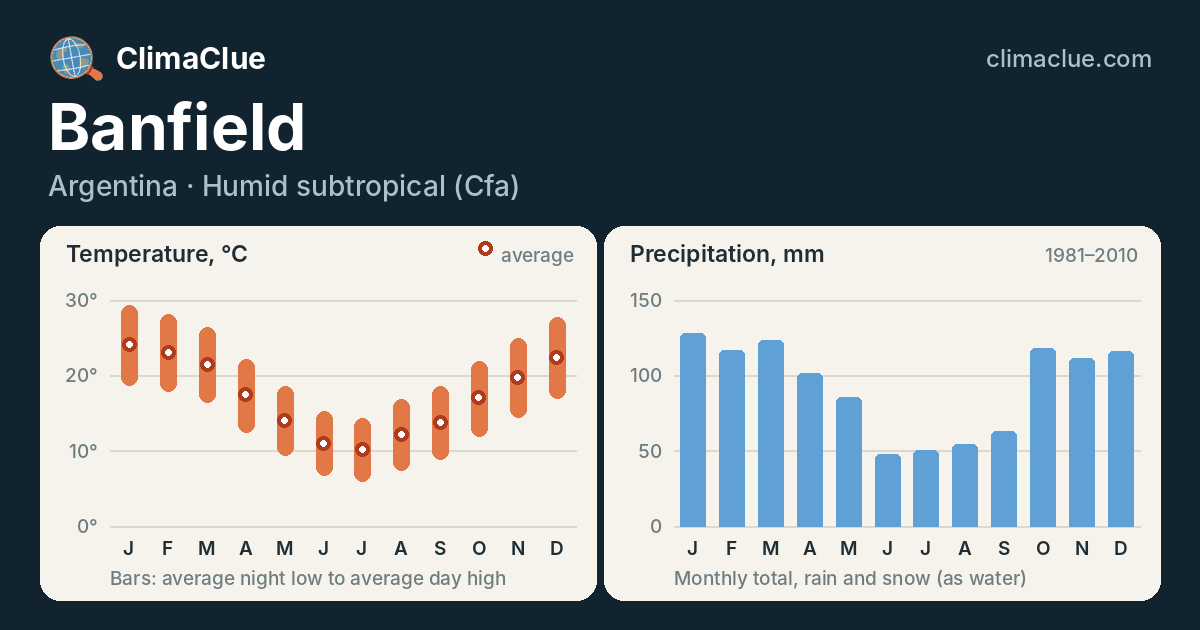 ClimaClue
climaclue.com
Banfield
Argentina · Humid subtropical (Cfa)
Temperature, °C
average
30°
20°
10°
0°
J F M A M J J A S O N D
Bars: average night low to average day high
Precipitation, mm
1981–2010
150
100
50
0
J F M A M J J A S O N D
Monthly total, rain and snow (as water)